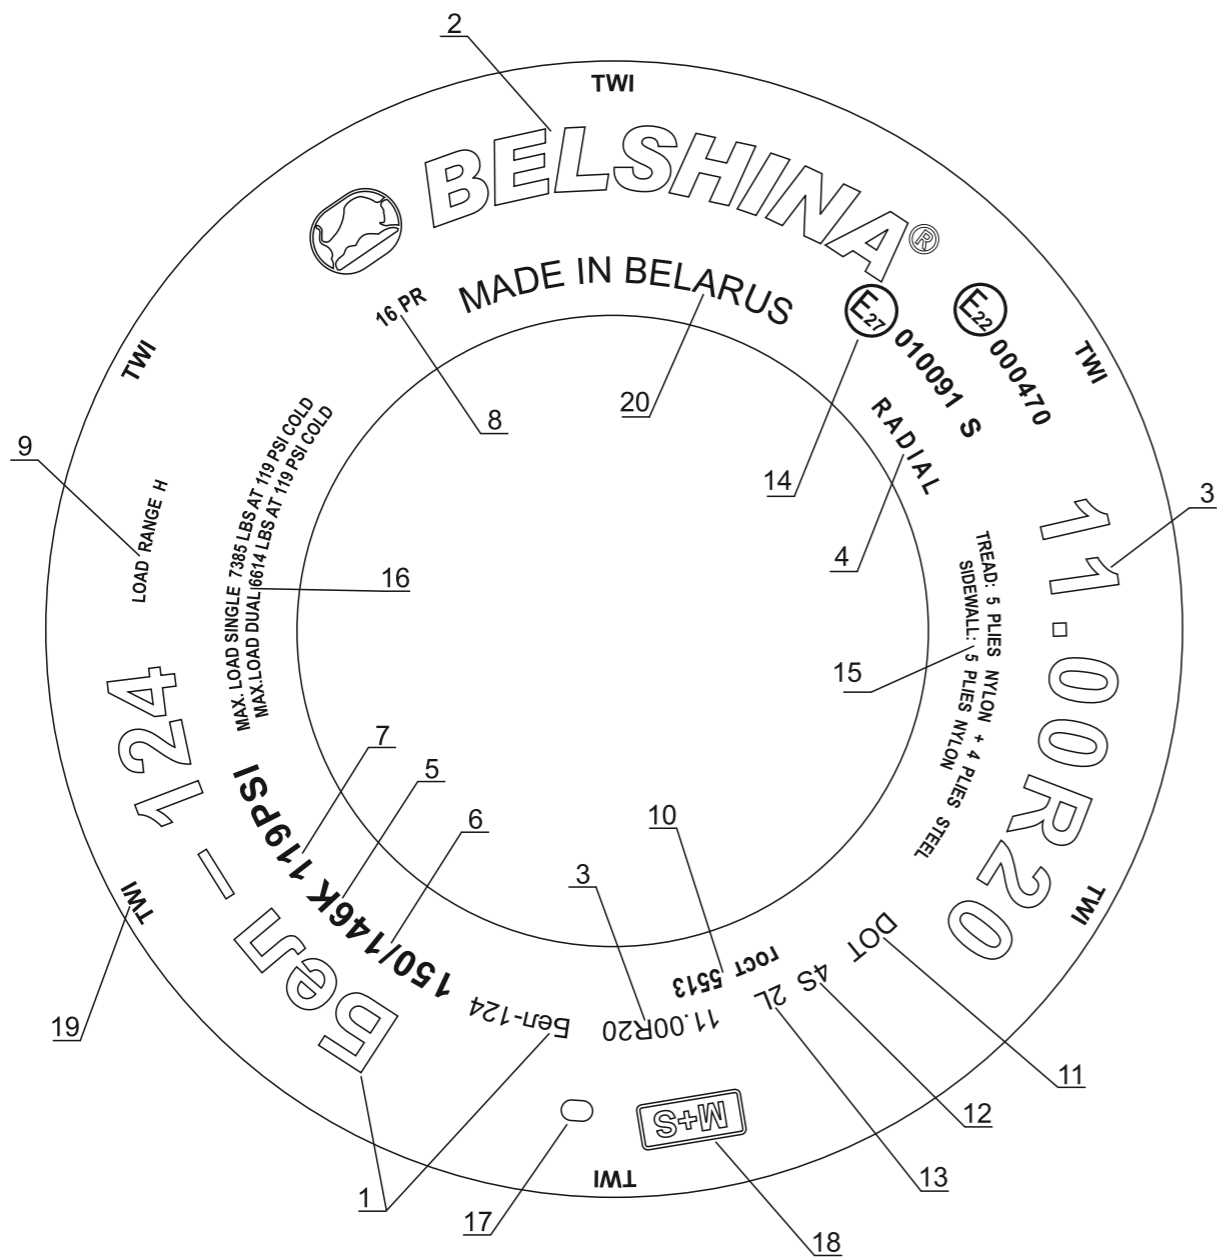 2
TWI
BELSHINA®
16 PR
MADE IN BELARUS
E27 010091 S
E22 000470
TWI
TWI
8
20
14
RADIAL
4
9
LOAD RANGE H
MAX. LOAD SINGLE 7385 LBS AT 119 PSI COLD
MAX.LOAD DUAL 6614 LBS AT 119 PSI COLD
16
3
11.00R20
TREAD: 5 PLIES NYLON + 4 PLIES STEEL
SIDEWALL: 5 PLIES NYLON
15
7
5
6
10
3
Бел-124
150/146K 119PSI
TWI
TWI
19
Бел-124
11.00R20
ГОСТ 5513
DOT
4S
2L
11
12
13
M+S
TWI
1
17
18